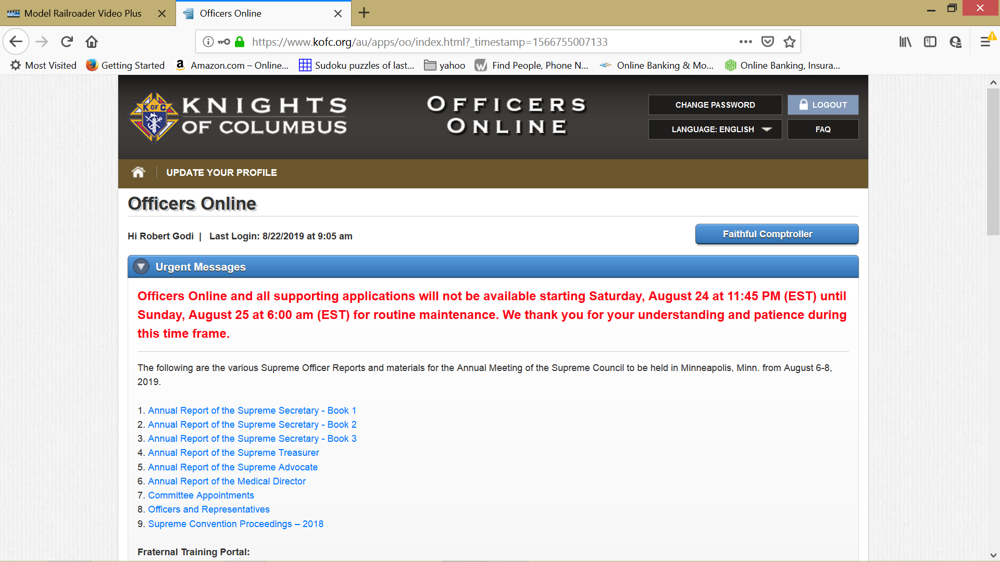 Model Railroader Video Plus
Officers Online
https://www.kofc.org/au/apps/oo/index.html?_timestamp=1566755007133
Most Visited
Getting Started
Amazon.com – Online...
Sudoku puzzles of last...
yahoo
Find People, Phone N...
Online Banking & Mo...
Online Banking, Insura...
K OF C
KNIGHTS
OF COLUMBUS
OFFICERS
ONLINE
CHANGE PASSWORD
LOGOUT
LANGUAGE: ENGLISH
FAQ
UPDATE YOUR PROFILE
Officers Online
Hi Robert Godi | Last Login: 8/22/2019 at 9:05 am
Faithful Comptroller
Urgent Messages
Officers Online and all supporting applications will not be available starting Saturday, August 24 at 11:45 PM (EST) until
Sunday, August 25 at 6:00 am (EST) for routine maintenance. We thank you for your understanding and patience during
this time frame.
The following are the various Supreme Officer Reports and materials for the Annual Meeting of the Supreme Council to be held in Minneapolis, Minn. from August 6-8,
2019.
1. Annual Report of the Supreme Secretary - Book 1
2. Annual Report of the Supreme Secretary - Book 2
3. Annual Report of the Supreme Secretary - Book 3
4. Annual Report of the Supreme Treasurer
5. Annual Report of the Supreme Advocate
6. Annual Report of the Medical Director
7. Committee Appointments
8. Officers and Representatives
9. Supreme Convention Proceedings – 2018
Fraternal Training Portal: